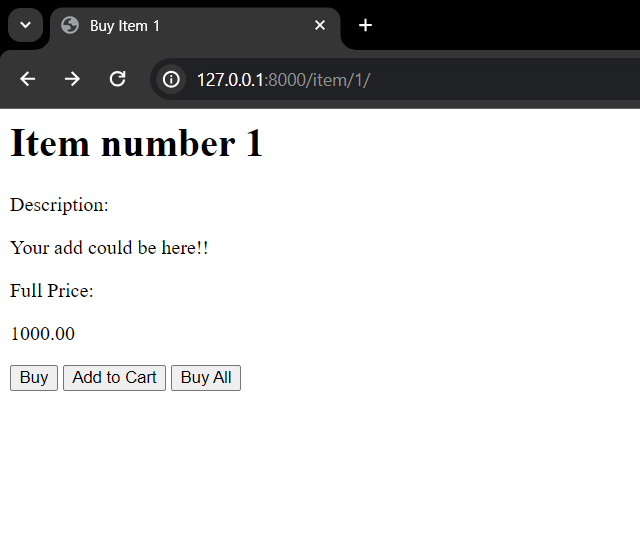 Buy Item 1
127.0.0.1:8000/item/1/
Item number 1
Description:
Your add could be here!!
Full Price:
1000.00
Buy Add to Cart Buy All